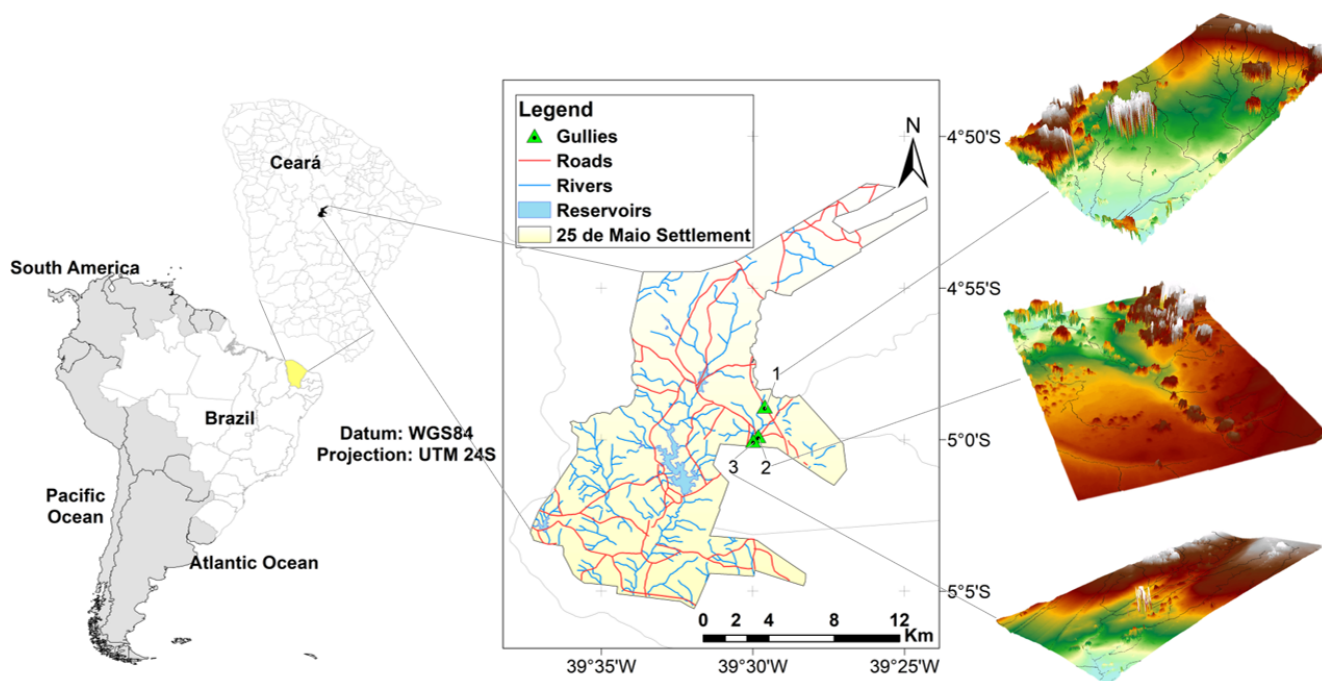 Ceará
South America
Brazil
Datum: WGS84
Projection: UTM 24S
Pacific
Ocean
Atlantic Ocean
Legend
Gullies
Roads
Rivers
Reservoirs
25 de Maio Settlement
N
1
2
3
0 2 4 8 12
Km
4°50'S
4°55'S
5°0'S
5°5'S
39°35'W 39°30'W 39°25'W